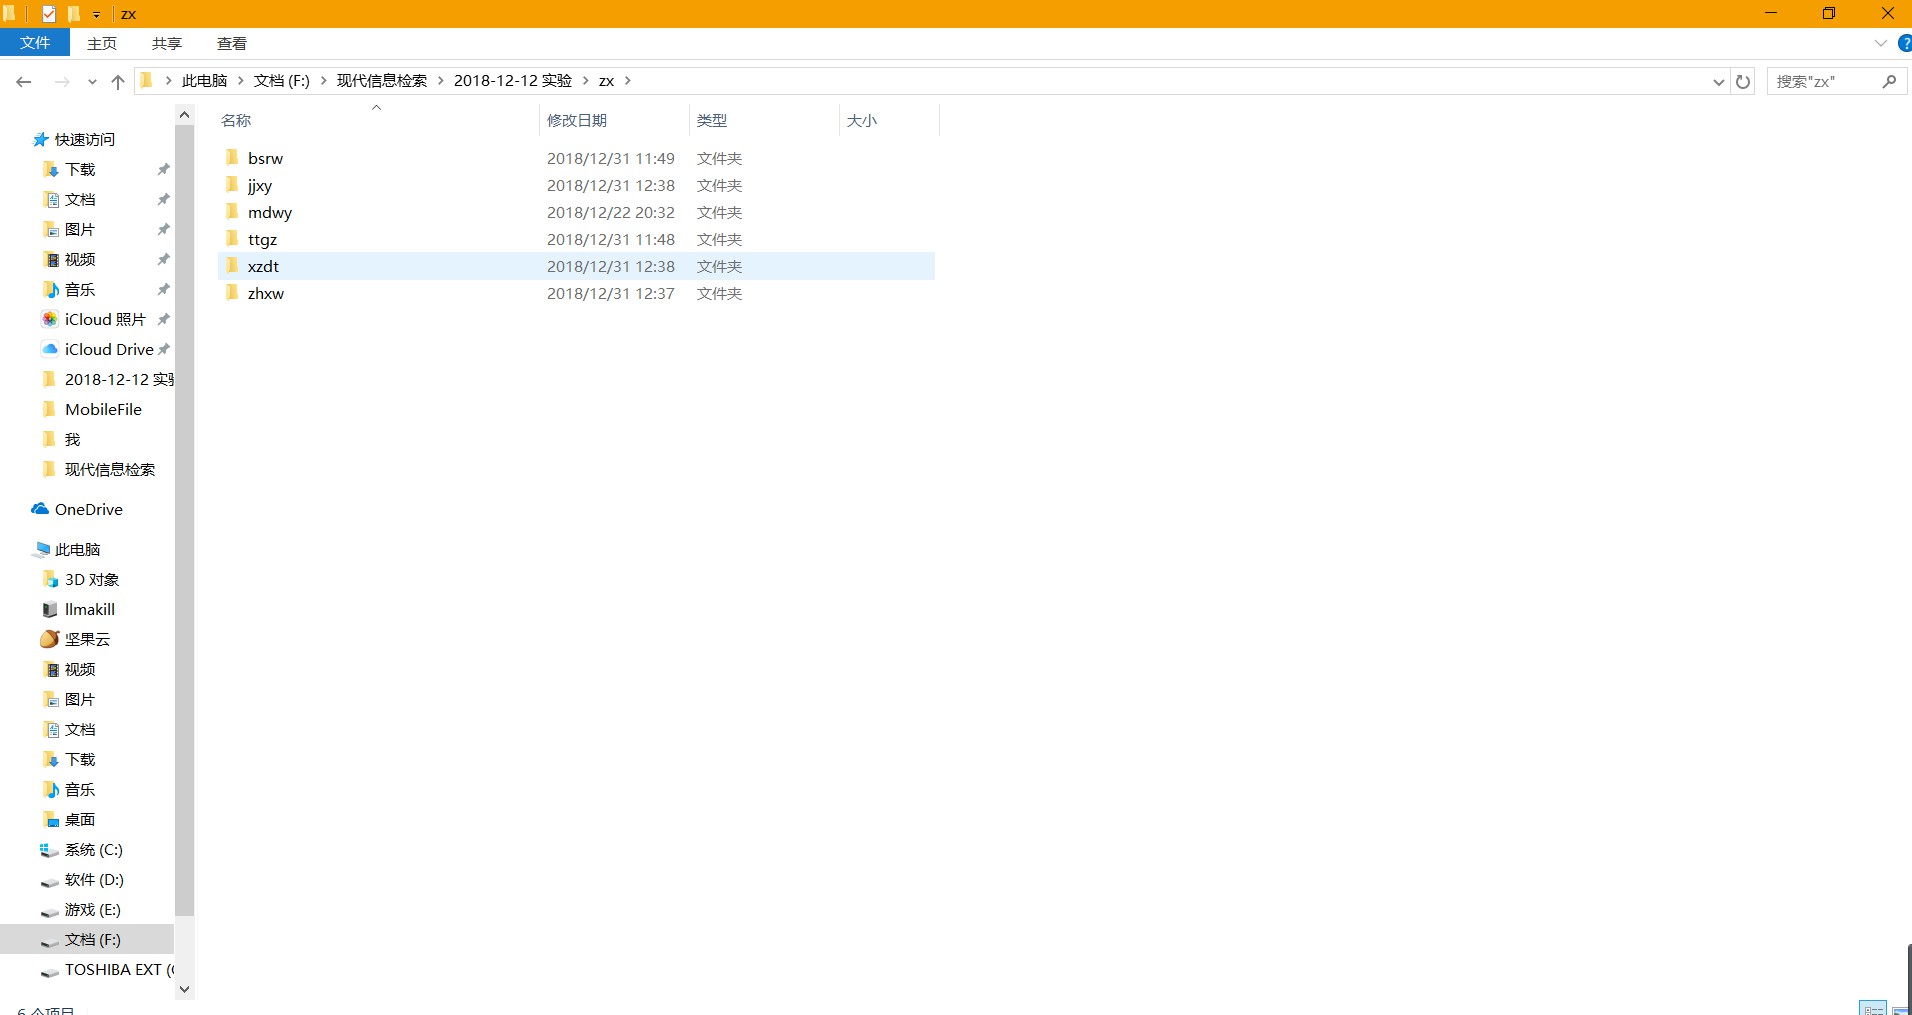 zx
文件 主页 共享 查看
此电脑 文档 (F:) 现代信息检索 2018-12-12 实验 zx
搜索"zx"
名称 修改日期 类型 大小
bsrw 2018/12/31 11:49 文件夹
jjxy 2018/12/31 12:38 文件夹
mdwy 2018/12/22 20:32 文件夹
ttgz 2018/12/31 11:48 文件夹
xzdt 2018/12/31 12:38 文件夹
zhxw 2018/12/31 12:37 文件夹
快速访问
下载
文档
图片
视频
音乐
iCloud 照片
iCloud Drive
2018-12-12 实验
MobileFile
我
现代信息检索
OneDrive
此电脑
3D 对象
llmakill
坚果云
视频
图片
文档
下载
音乐
桌面
系统 (C:)
软件 (D:)
游戏 (E:)
文档 (F:)
TOSHIBA EXT (
6 个项目